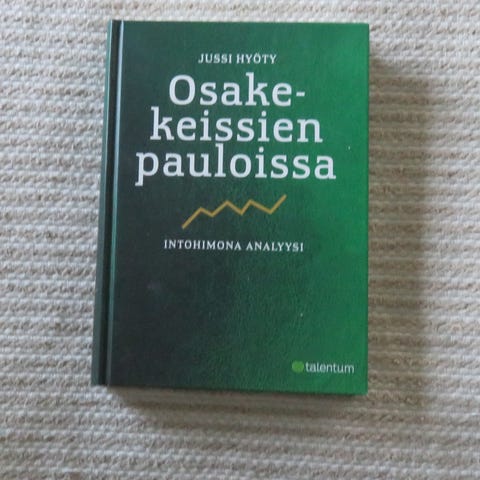 JUSSI HYÖTY
Osake-
keissien
pauloissa
INTOHIMONA ANALYYSI
talentum